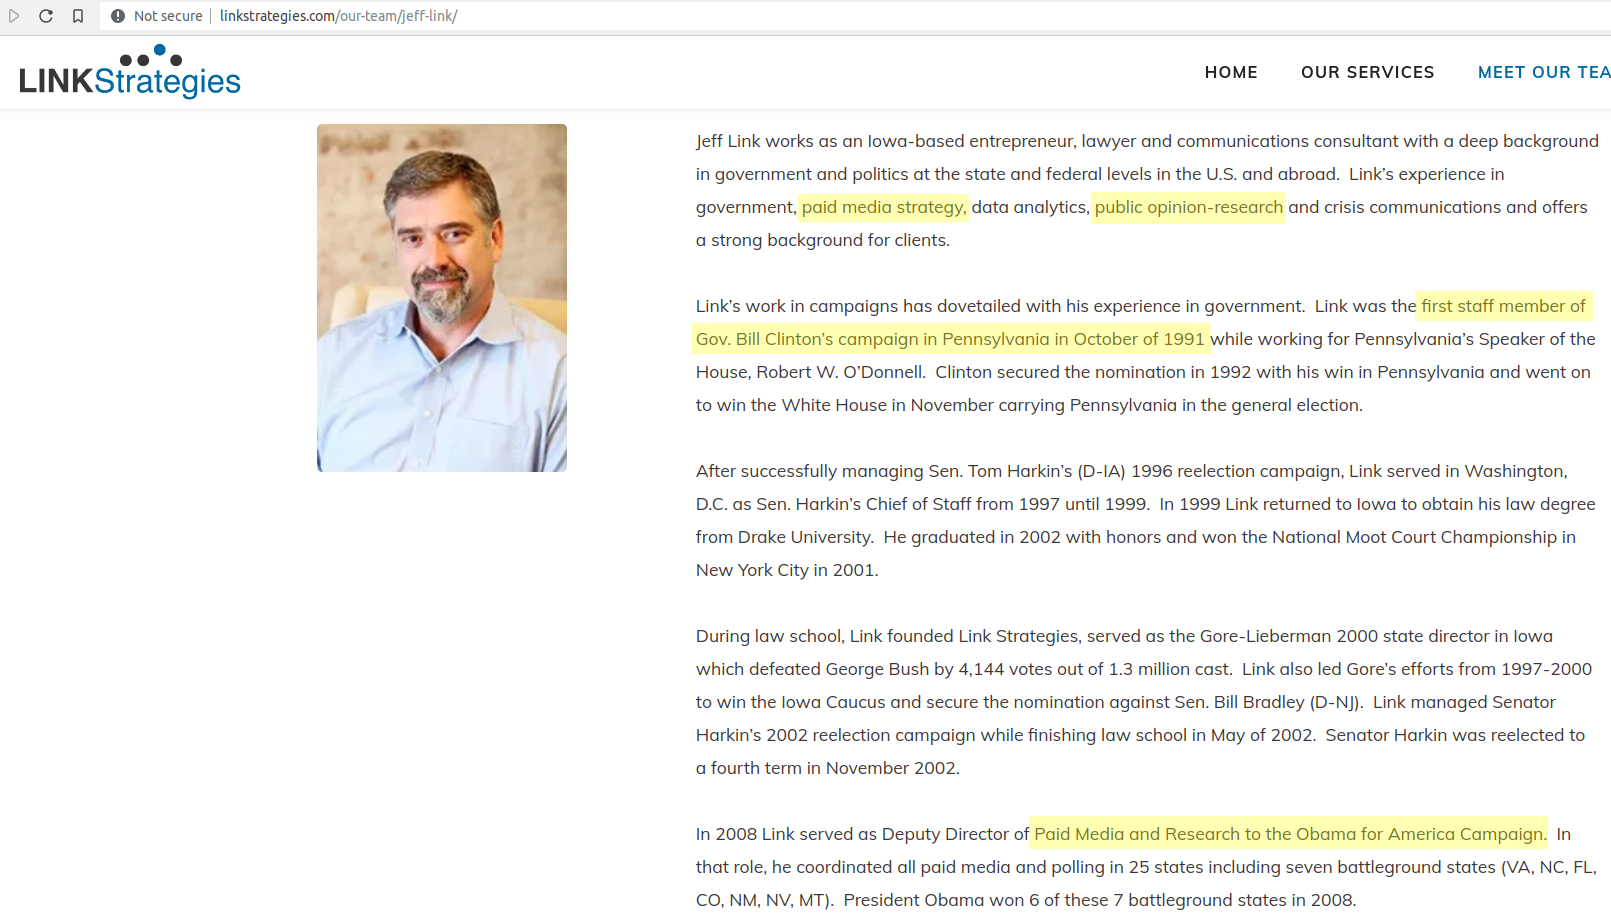 Not secure | linkstrategies.com/our-team/jeff-link/
LINKStrategies
HOME OUR SERVICES MEET OUR TEA
Jeff Link works as an Iowa-based entrepreneur, lawyer and communications consultant with a deep background
in government and politics at the state and federal levels in the U.S. and abroad. Link's experience in
government, paid media strategy, data analytics, public opinion-research and crisis communications and offers
a strong background for clients.
Link's work in campaigns has dovetailed with his experience in government. Link was the first staff member of
Gov. Bill Clinton's campaign in Pennsylvania in October of 1991 while working for Pennsylvania's Speaker of the
House, Robert W. O'Donnell. Clinton secured the nomination in 1992 with his win in Pennsylvania and went on
to win the White House in November carrying Pennsylvania in the general election.
After successfully managing Sen. Tom Harkin's (D-IA) 1996 reelection campaign, Link served in Washington,
D.C. as Sen. Harkin's Chief of Staff from 1997 until 1999. In 1999 Link returned to Iowa to obtain his law degree
from Drake University. He graduated in 2002 with honors and won the National Moot Court Championship in
New York City in 2001.
During law school, Link founded Link Strategies, served as the Gore-Lieberman 2000 state director in Iowa
which defeated George Bush by 4,144 votes out of 1.3 million cast. Link also led Gore's efforts from 1997-2000
to win the Iowa Caucus and secure the nomination against Sen. Bill Bradley (D-NJ). Link managed Senator
Harkin's 2002 reelection campaign while finishing law school in May of 2002. Senator Harkin was reelected to
a fourth term in November 2002.
In 2008 Link served as Deputy Director of Paid Media and Research to the Obama for America Campaign. In
that role, he coordinated all paid media and polling in 25 states including seven battleground states (VA, NC, FL,
CO, NM, NV, MT). President Obama won 6 of these 7 battleground states in 2008.